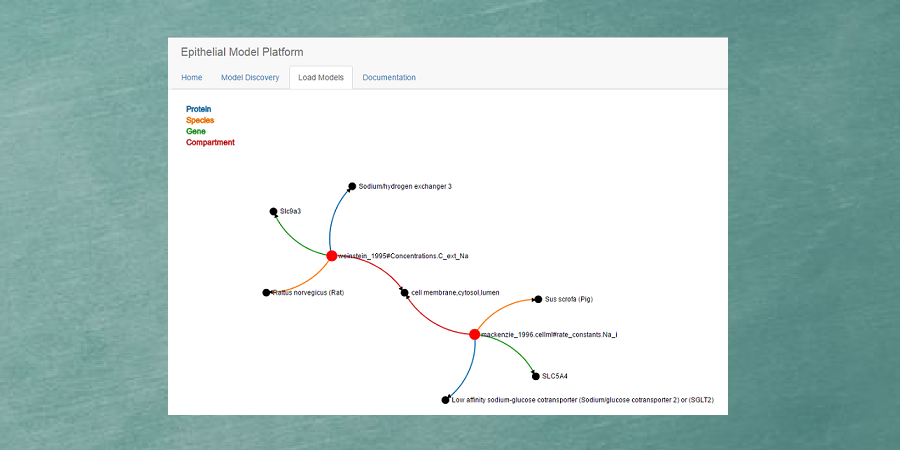 Epithelial Model Platform
Home Model Discovery Load Models Documentation
Protein
Species
Gene
Compartment
Sodium/hydrogen exchanger 3
Slc9a3
weinstein_1995#Concentrations.C_ext_Na
Rattus norvegicus (Rat)
cell membrane,cytosol,lumen
Sus scrofa (Pig)
mackenzie_1996.cellml#rate_constants.Na_i
SLC5A4
Low affinity sodium-glucose cotransporter (Sodium/glucose cotransporter 2) or (SGLT2)